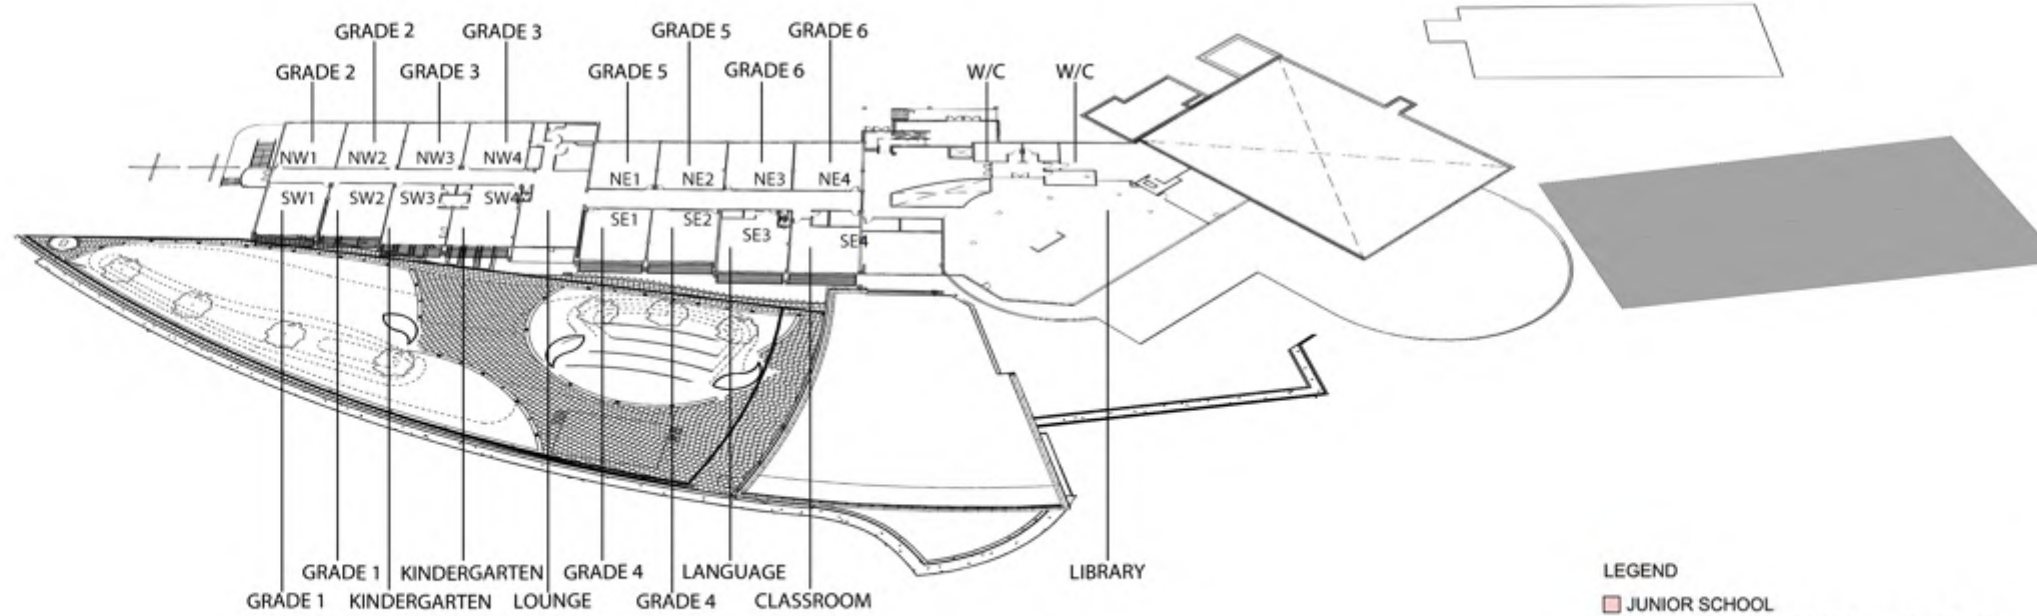 GRADE 2 GRADE 3 GRADE 5 GRADE 6
GRADE 2 GRADE 3 GRADE 5 GRADE 6 W/C W/C
NW1 NW2 NW3 NW4
NE1 NE2 NE3 NE4
SW1 SW2 SW3 SW4
SE1 SE2 SE3 SE4
GRADE 1 KINDERGARTEN GRADE 4 LANGUAGE LIBRARY
GRADE 1 KINDERGARTEN LOUNGE GRADE 4 CLASSROOM
LEGEND
JUNIOR SCHOOL